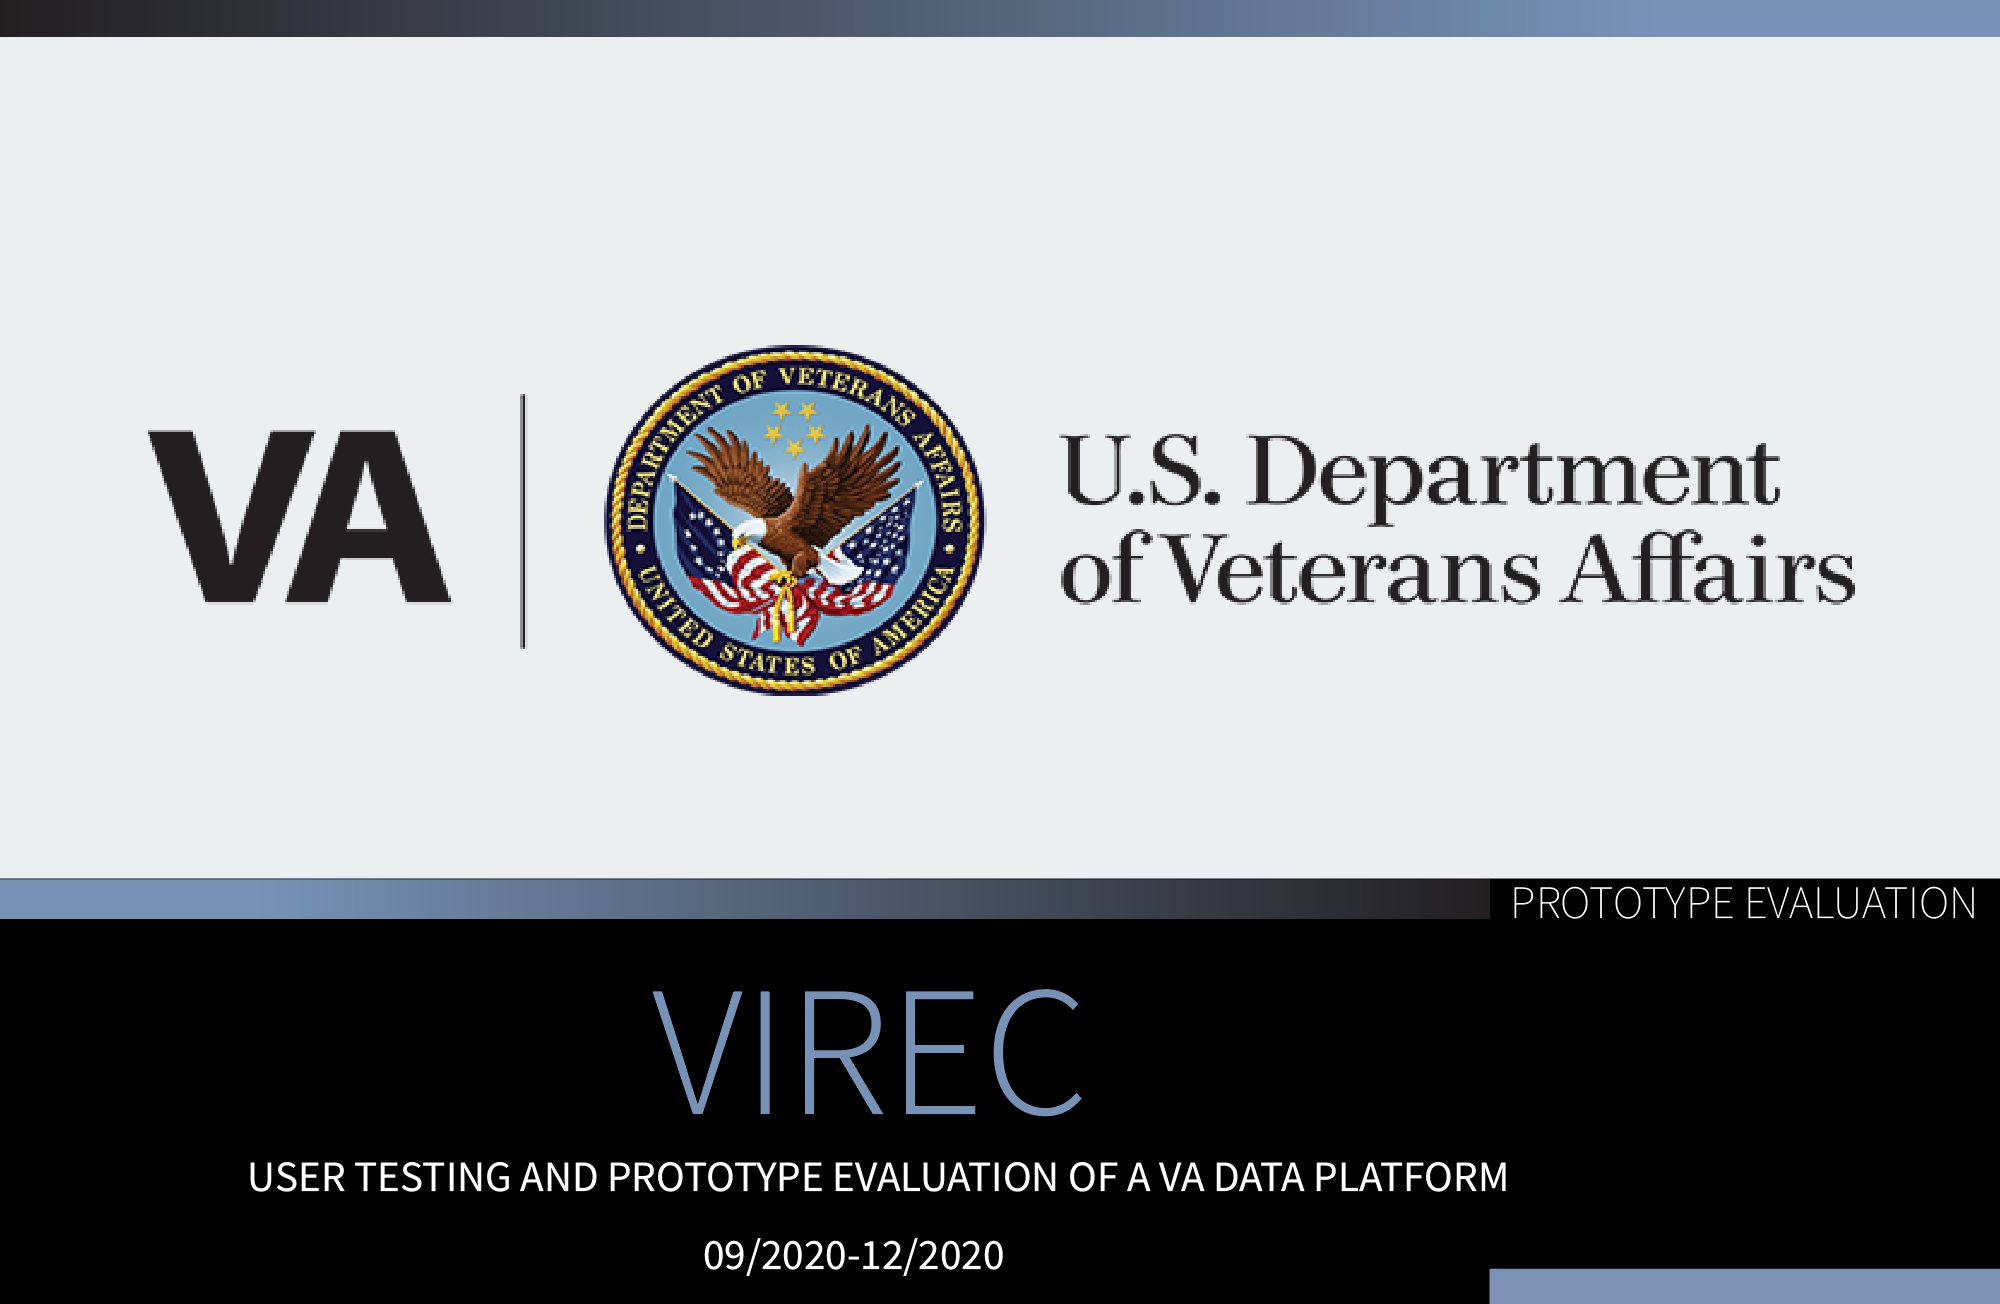 VA
DEPARTMENT OF VETERANS AFFAIRS
UNITED STATES OF AMERICA
U.S. Department
of Veterans Affairs
PROTOTYPE EVALUATION
VIREC
USER TESTING AND PROTOTYPE EVALUATION OF A VA DATA PLATFORM
09/2020-12/2020